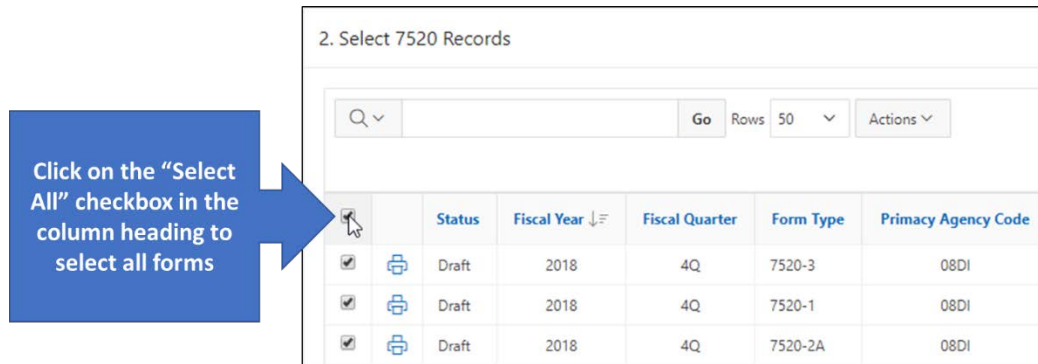 2. Select 7520 Records
Go Rows 50 Actions
Click on the “Select
All” checkbox in the
column heading to
select all forms
Status Fiscal Year Fiscal Quarter Form Type Primacy Agency Code
Draft 2018 4Q 7520-3 08DI
Draft 2018 4Q 7520-1 08DI
Draft 2018 4Q 7520-2A 08DI